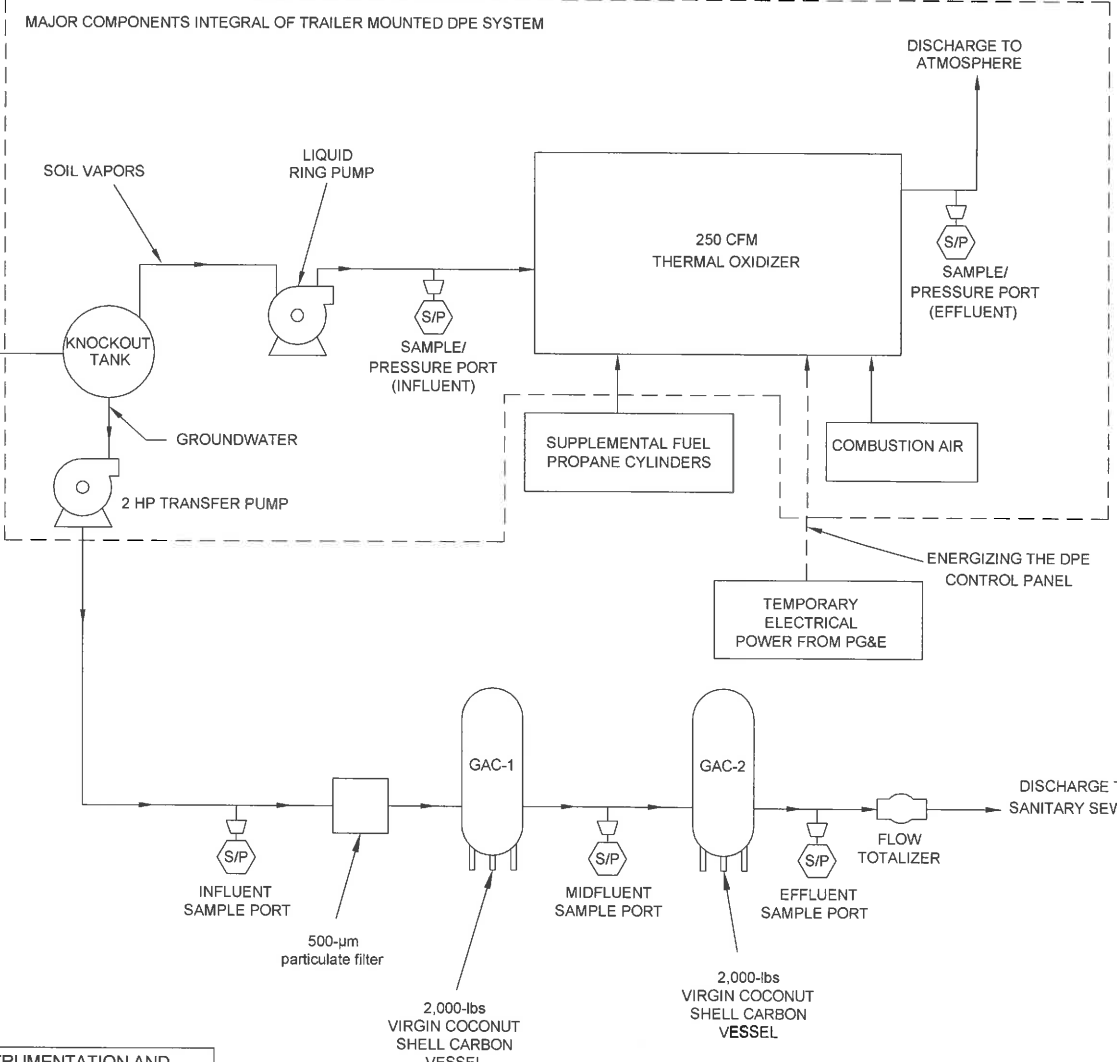 MAJOR COMPONENTS INTEGRAL OF TRAILER MOUNTED DPE SYSTEM
DISCHARGE TO
ATMOSPHERE
SOIL VAPORS
LIQUID
RING PUMP
250 CFM
THERMAL OXIDIZER
S/P
SAMPLE/
PRESSURE PORT
(EFFLUENT)
S/P
SAMPLE/
PRESSURE PORT
(INFLUENT)
KNOCKOUT
TANK
GROUNDWATER
2 HP TRANSFER PUMP
SUPPLEMENTAL FUEL
PROPANE CYLINDERS
COMBUSTION AIR
ENERGIZING THE DPE
CONTROL PANEL
TEMPORARY
ELECTRICAL
POWER FROM PG&E
GAC-1
GAC-2
DISCHARGE
SANITARY
FLOW
TOTALIZER
S/P
INFLUENT
SAMPLE PORT
S/P
MIDFLUENT
SAMPLE PORT
S/P
EFFLUENT
SAMPLE PORT
500-µm
particulate filter
2,000-lbs
VIRGIN COCONUT
SHELL CARBON
VESSEL
2,000-lbs
VIRGIN COCONUT
SHELL CARBON
VESSEL
AND